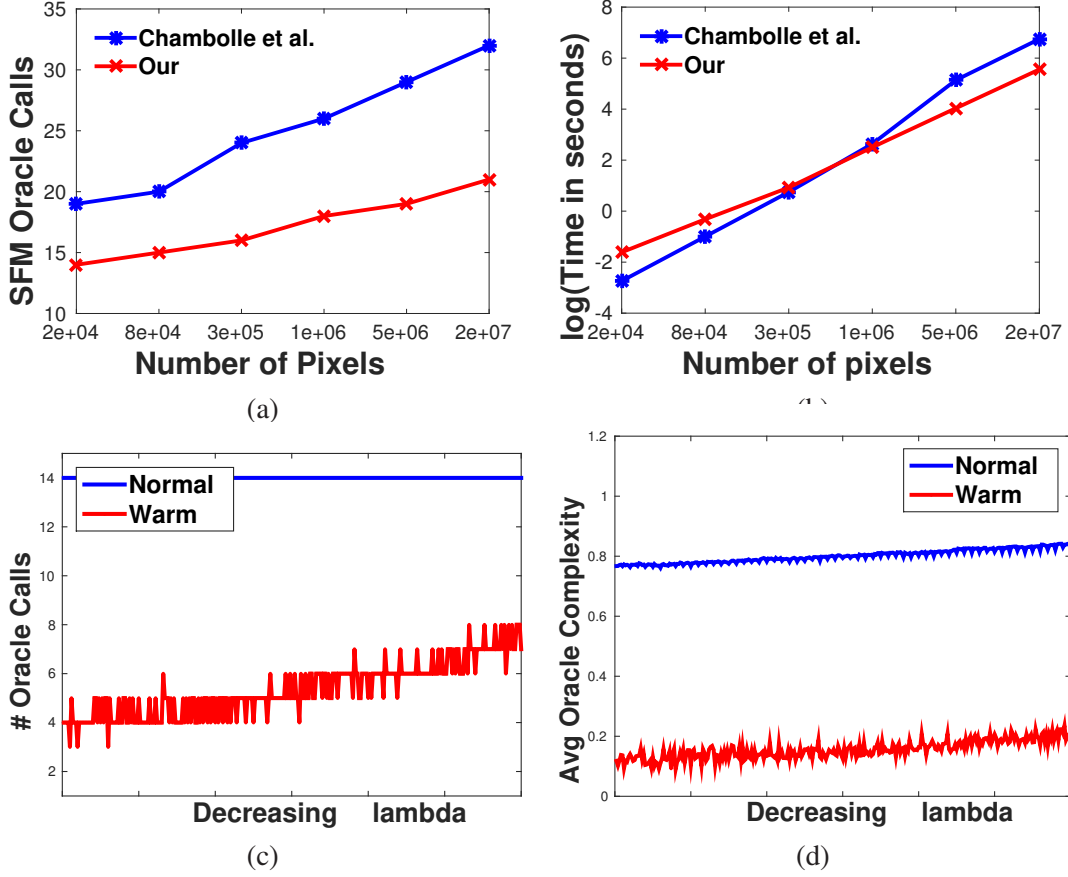 35
30
25
20
15
10
SFM Oracle Calls
Chambolle et al.
Our
2e+04 8e+04 3e+05 1e+06 5e+06 2e+07
Number of Pixels
(a)
8
6
4
2
0
-2
-4
log(Time in seconds)
Chambolle et al.
Our
2e+04 8e+04 3e+05 1e+06 5e+06 2e+07
Number of pixels
14
12
10
8
6
4
2
# Oracle Calls
Normal
Warm
Decreasing lambda
(c)
1.2
1
0.8
0.6
0.4
0.2
0
Avg Oracle Complexity
Normal
Warm
Decreasing lambda
(d)